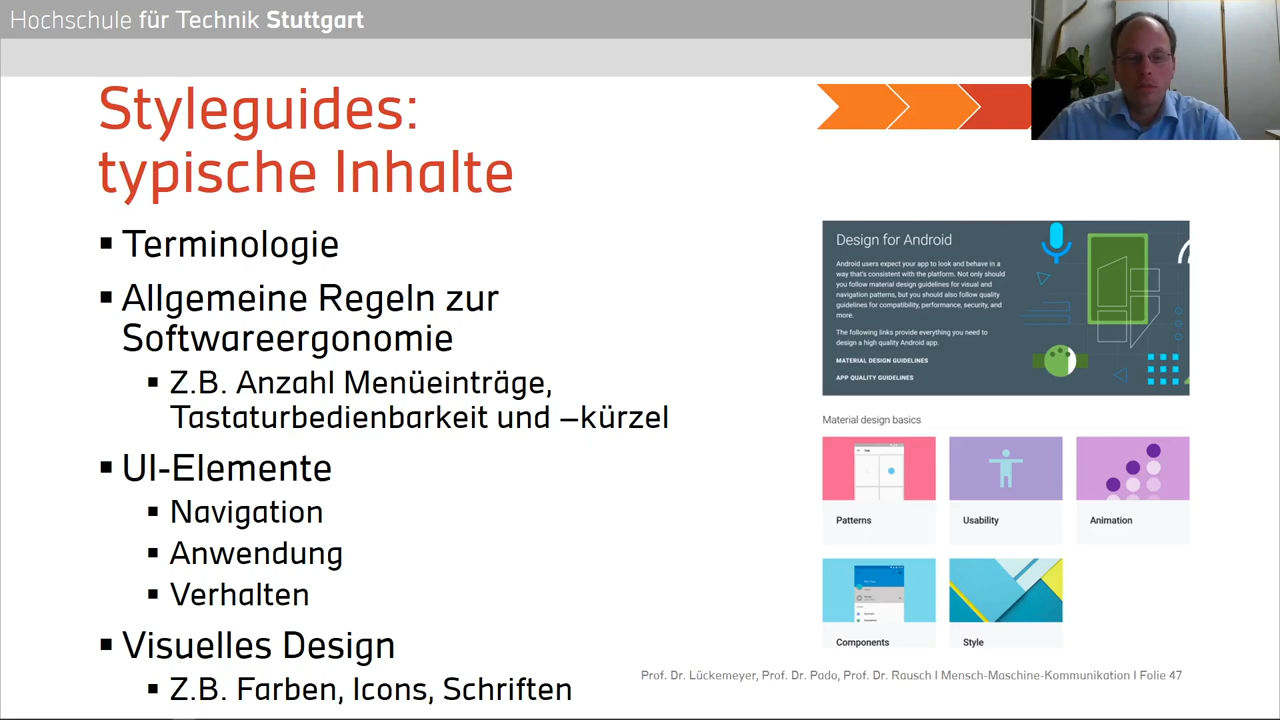 Hochschule für Technik Stuttgart
Styleguides:
typische Inhalte
Terminologie
Allgemeine Regeln zur
Softwareergonomie
Z.B. Anzahl Menüeinträge,
Tastaturbedienbarkeit und –kürzel
UI-Elemente
Navigation
Anwendung
Verhalten
Visuelles Design
Z.B. Farben, Icons, Schriften
Design for Android
Android users expect your app to look and behave in a
way that's consistent with the platform. Not only should
you follow material design guidelines for visual and
navigation patterns, but you should also follow quality
guidelines for compatibility, performance, security, and
more.
The following links provide everything you need to
design a high quality Android app.
MATERIAL DESIGN GUIDELINES
APP QUALITY GUIDELINES
Material design basics
Patterns
Usability
Animation
Components
Style
Prof. Dr. Lückemeyer, Prof. Dr. Pado, Prof. Dr. Rausch I Mensch-Maschine-Kommunikation I Folie 47